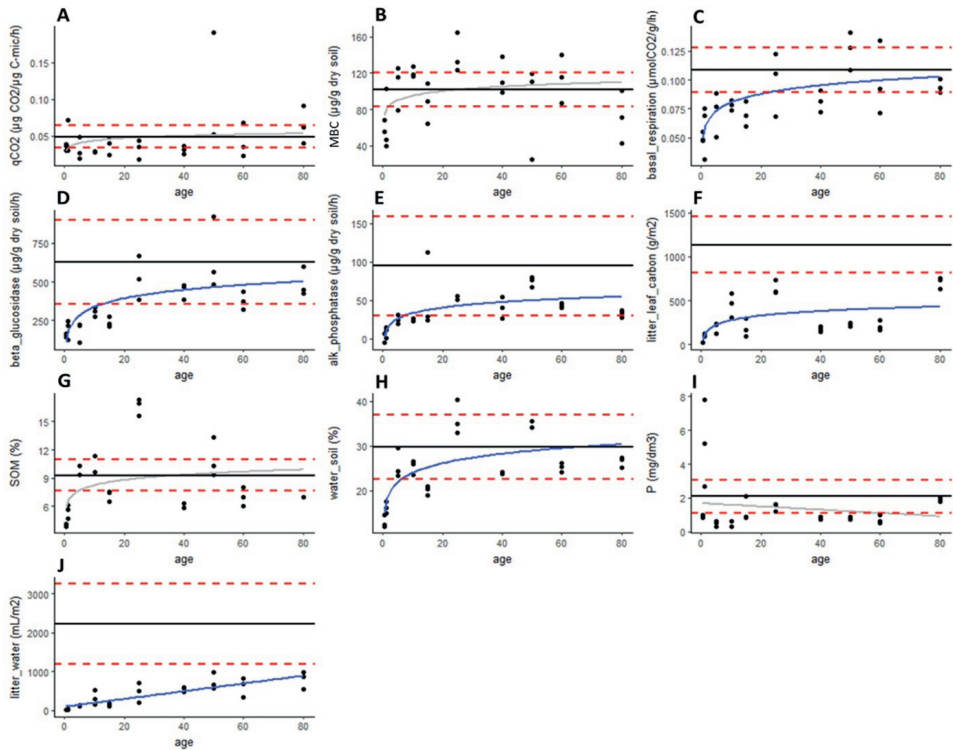 A
qCO2 (µg CO2/µg C-mic/h)
0.15
0.10
0.05
0 20 40 60 80
age
B
MBC (µg/g dry soil)
160
120
80
40
0 20 40 60 80
age
C
basal_respiration (µmolCO2/g/lh)
0.125
0.100
0.075
0.050
0 20 40 60 80
age
D
beta_glucosidase (µg/g dry soil/h)
750
500
250
0 20 40 60 80
age
E
alk_phosphatase (µg/g dry soil/h)
150
100
50
0
0 20 40 60 80
age
F
litter_leaf_carbon (g/m2)
1500
1000
500
0
0 20 40 60 80
age
G
SOM (%)
15
12
9
6
0 20 40 60 80
age
H
water_soil (%)
40
30
20
0 20 40 60 80
age
I
P (mg/dm3)
8
6
4
2
0
0 20 40 60 80
age
J
litter_water (mL/m2)
3000
2000
1000
0
0 20 40 60 80
age